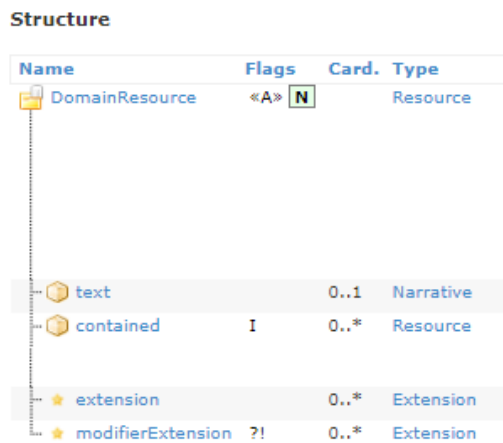 Structure
Name Flags Card. Type
DomainResource «A» N Resource
text 0..1 Narrative
contained I 0..* Resource
extension 0..* Extension
modifierExtension ?! 0..* Extension